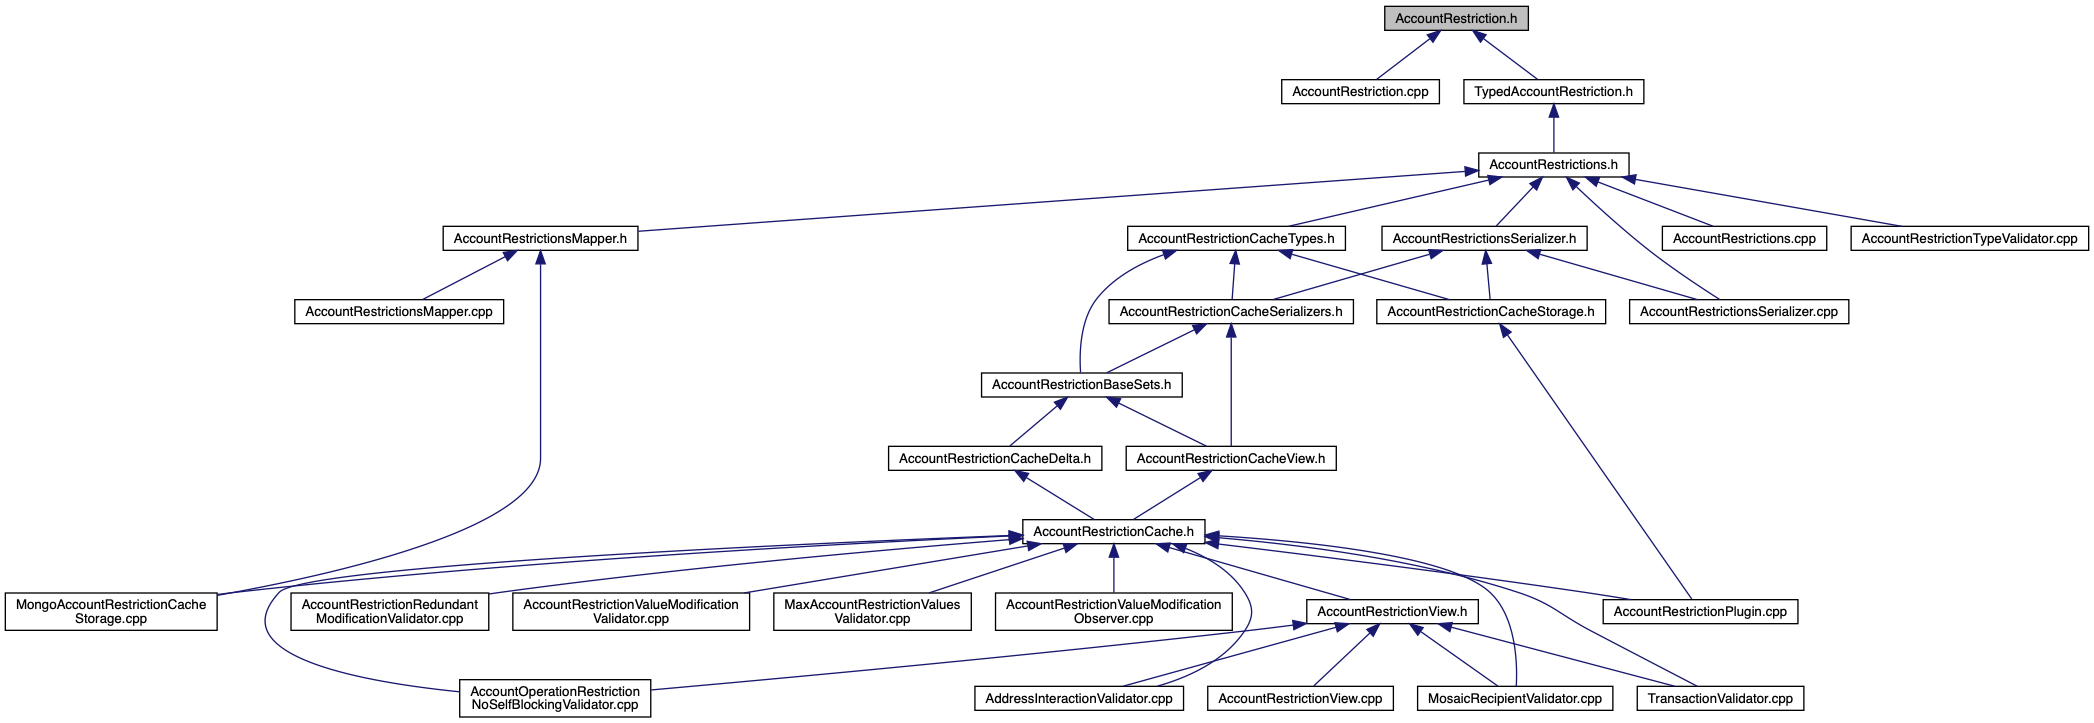 AccountRestriction.h
AccountRestriction.cpp
TypedAccountRestriction.h
AccountRestrictions.h
AccountRestrictionsMapper.h
AccountRestrictionCacheTypes.h
AccountRestrictionsSerializer.h
AccountRestrictions.cpp
AccountRestrictionTypeValidator.cpp
AccountRestrictionsMapper.cpp
AccountRestrictionCacheSerializers.h
AccountRestrictionCacheStorage.h
AccountRestrictionsSerializer.cpp
AccountRestrictionBaseSets.h
AccountRestrictionCacheDelta.h
AccountRestrictionCacheView.h
AccountRestrictionCache.h
MongoAccountRestrictionCache
Storage.cpp
AccountRestrictionRedundant
ModificationValidator.cpp
AccountRestrictionValueModification
Validator.cpp
MaxAccountRestrictionValues
Validator.cpp
AccountRestrictionValueModification
Observer.cpp
AccountRestrictionView.h
AccountRestrictionPlugin.cpp
AccountOperationRestriction
NoSelfBlockingValidator.cpp
AddressInteractionValidator.cpp
AccountRestrictionView.cpp
MosaicRecipientValidator.cpp
TransactionValidator.cpp